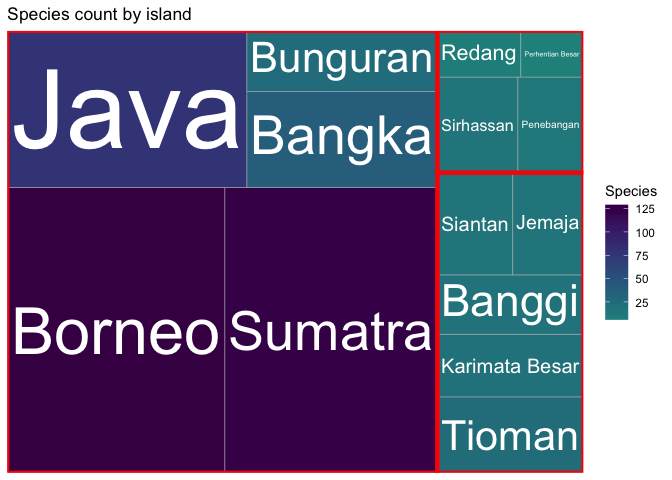 Species count by island
Java
Bunguran
Bangka
Borneo
Sumatra
Redang
Perhentian Besar
Sirhassan
Penebangan
Siantan
Jemaja
Banggi
Karimata Besar
Tioman
Species
125
100
75
50
25